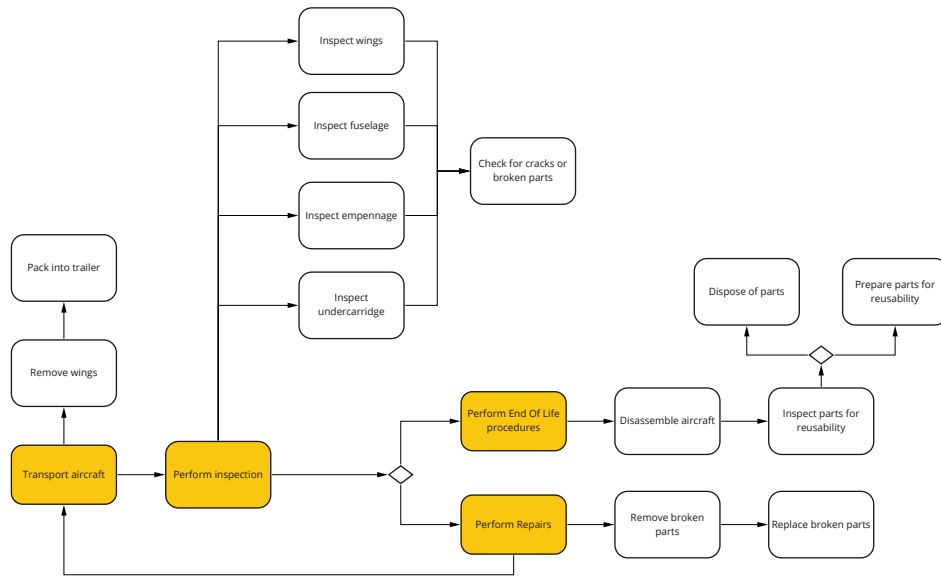 Inspect wings
Inspect fuselage
Check for cracks or
broken parts
Inspect empennage
Pack into trailer
Inspect
undercarridge
Dispose of parts
Prepare parts for
reusability
Remove wings
Perform End Of Life
procedures
Disassemble aircraft
Inspect parts for
reusability
Transport aircraft
Perform inspection
Perform Repairs
Remove broken
parts
Replace broken parts